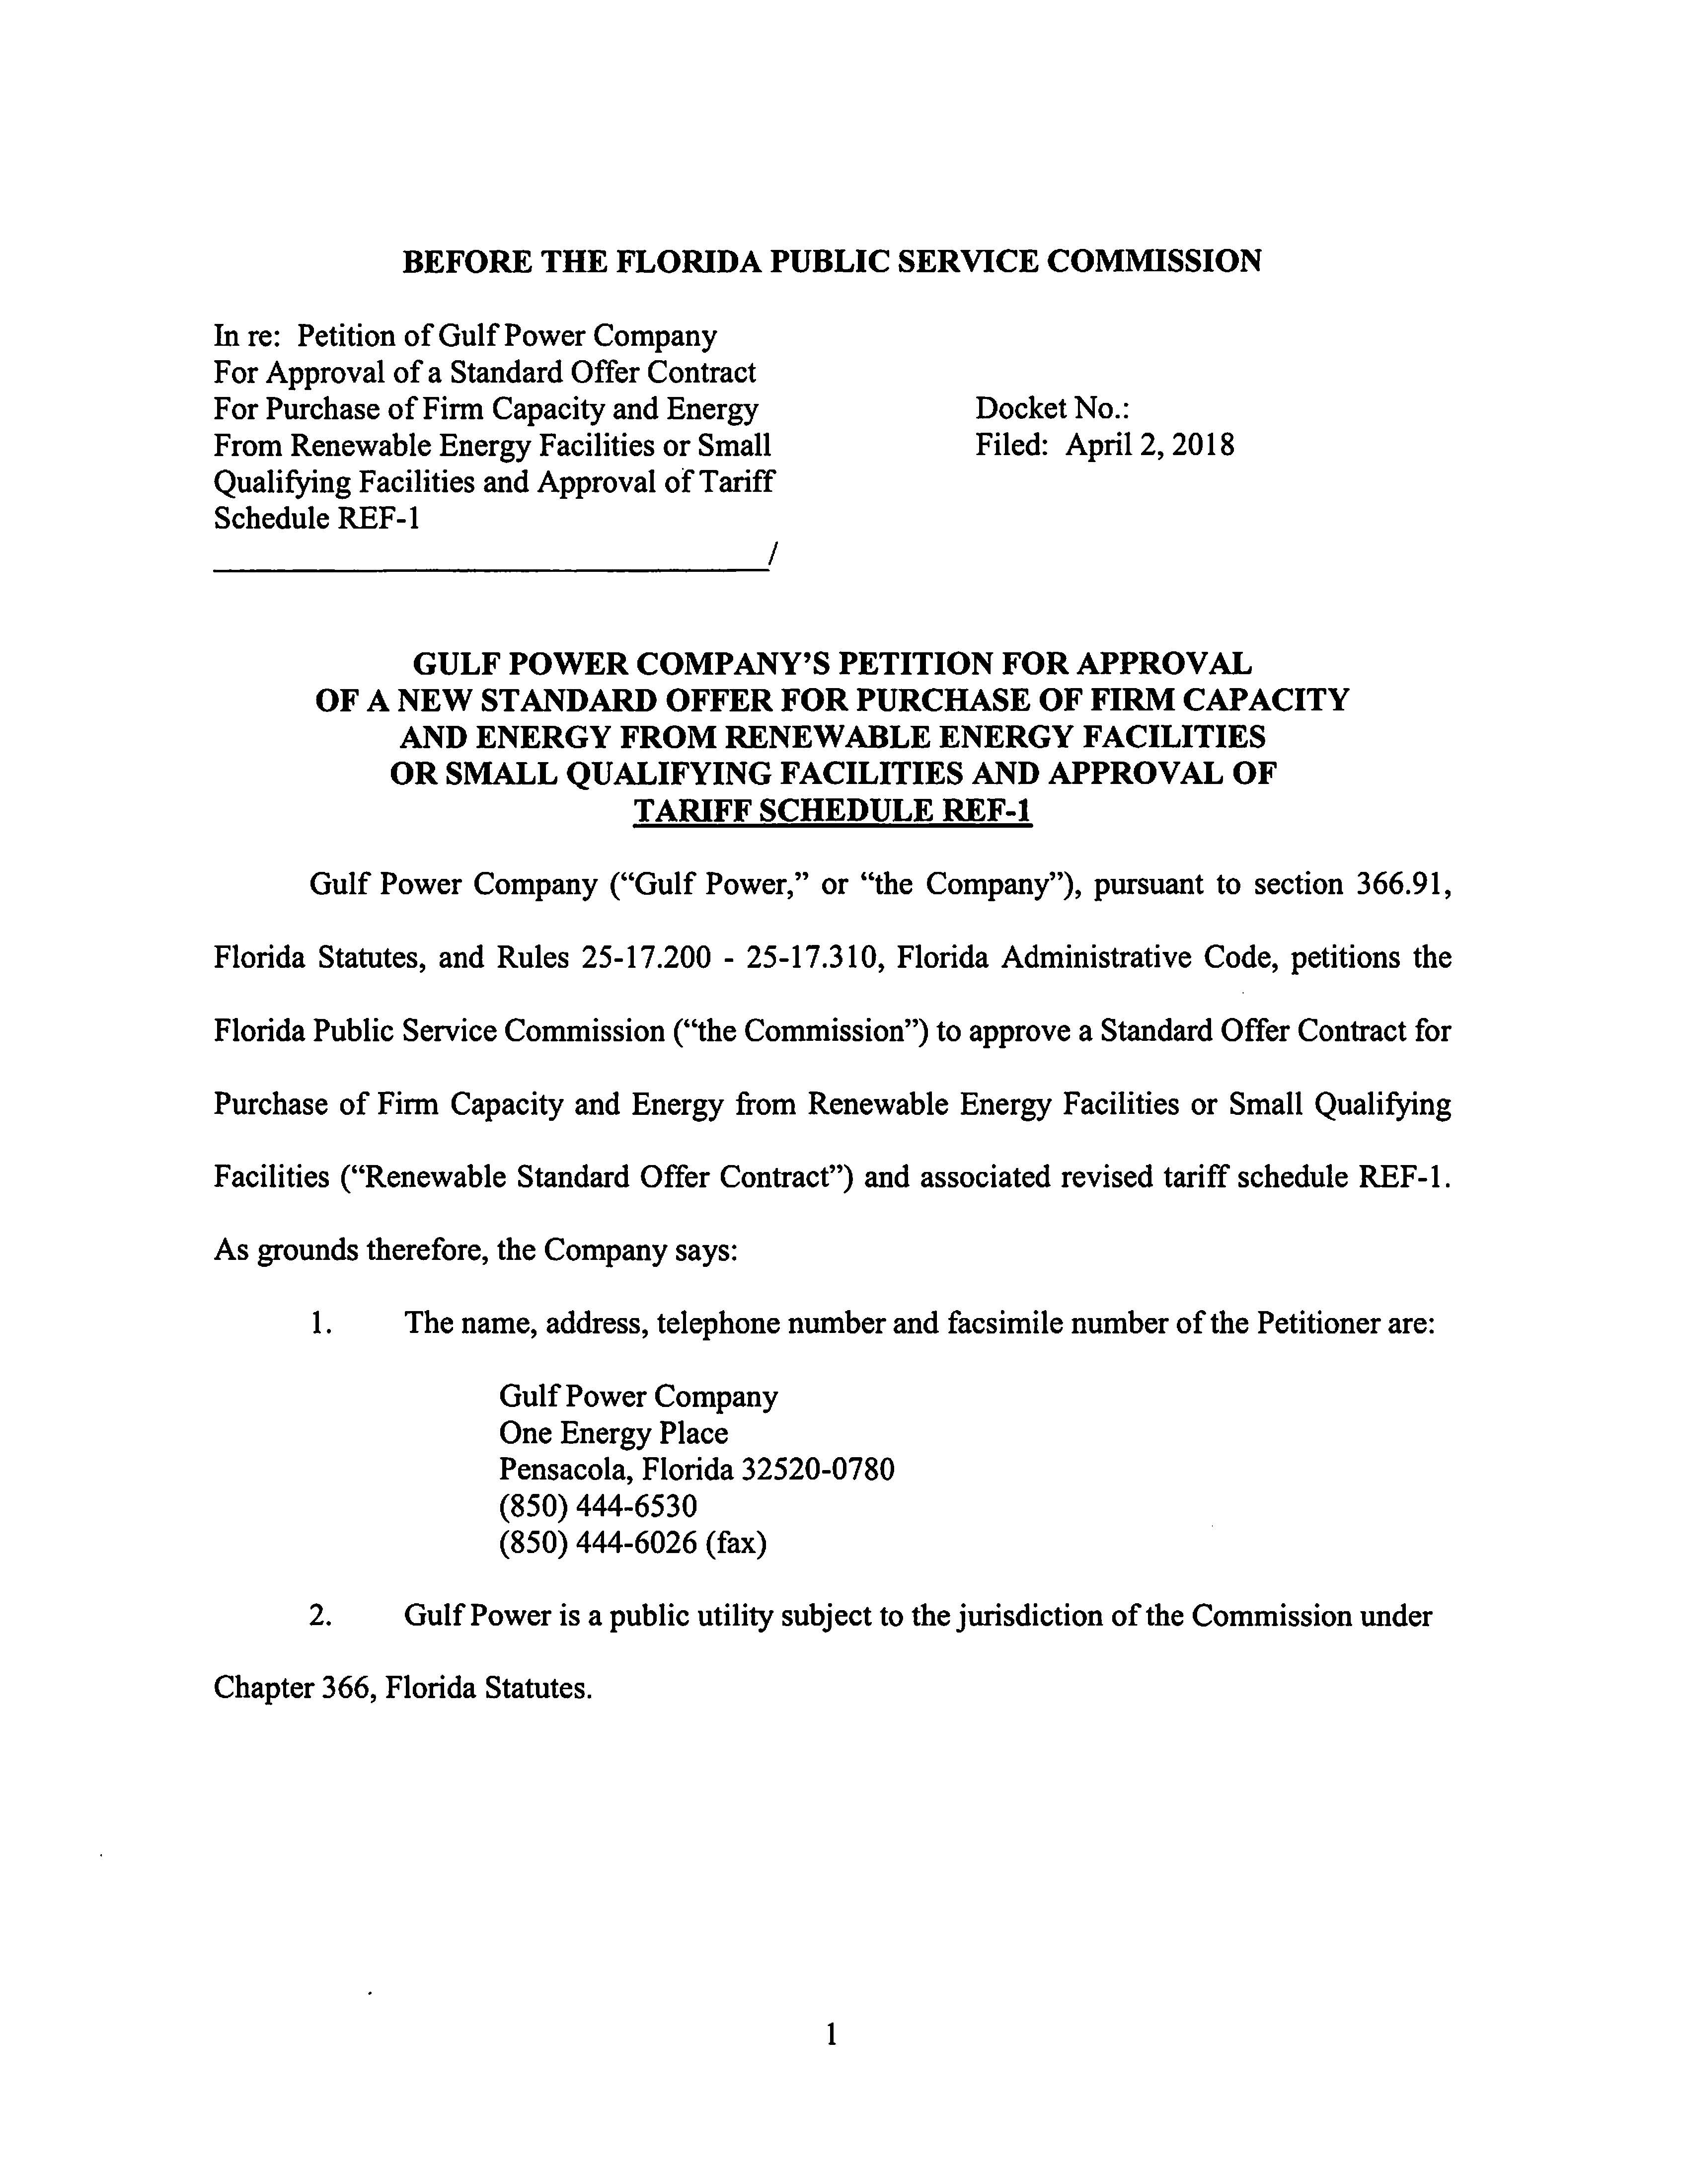 BEFORE THE FLORIDA PUBLIC SERVICE COMMISSION
In re: Petition of Gulf Power Company
For Approval of a Standard Offer Contract
For Purchase of Firm Capacity and Energy
From Renewable Energy Facilities or Small
Qualifying Facilities and Approval of Tariff
Schedule REF-1
/
Docket No.:
Filed: April 2, 2018
GULF POWER COMPANY’S PETITION FOR APPROVAL
OF A NEW STANDARD OFFER FOR PURCHASE OF FIRM CAPACITY
AND ENERGY FROM RENEWABLE ENERGY FACILITIES
OR SMALL QUALIFYING FACILITIES AND APPROVAL OF
TARIFF SCHEDULE REF-1
Gulf Power Company (“Gulf Power,” or “the Company”), pursuant to section 366.91,
Florida Statutes, and Rules 25-17.200 - 25-17.310, Florida Administrative Code, petitions the
Florida Public Service Commission (“the Commission”) to approve a Standard Offer Contract for
Purchase of Firm Capacity and Energy from Renewable Energy Facilities or Small Qualifying
Facilities (“Renewable Standard Offer Contract”) and associated revised tariff schedule REF-1.
As grounds therefore, the Company says:
1. The name, address, telephone number and facsimile number of the Petitioner are:
Gulf Power Company
One Energy Place
Pensacola, Florida 32520-0780
(850) 444-6530
(850) 444-6026 (fax)
2. Gulf Power is a public utility subject to the jurisdiction of the Commission under
Chapter 366, Florida Statutes.
1